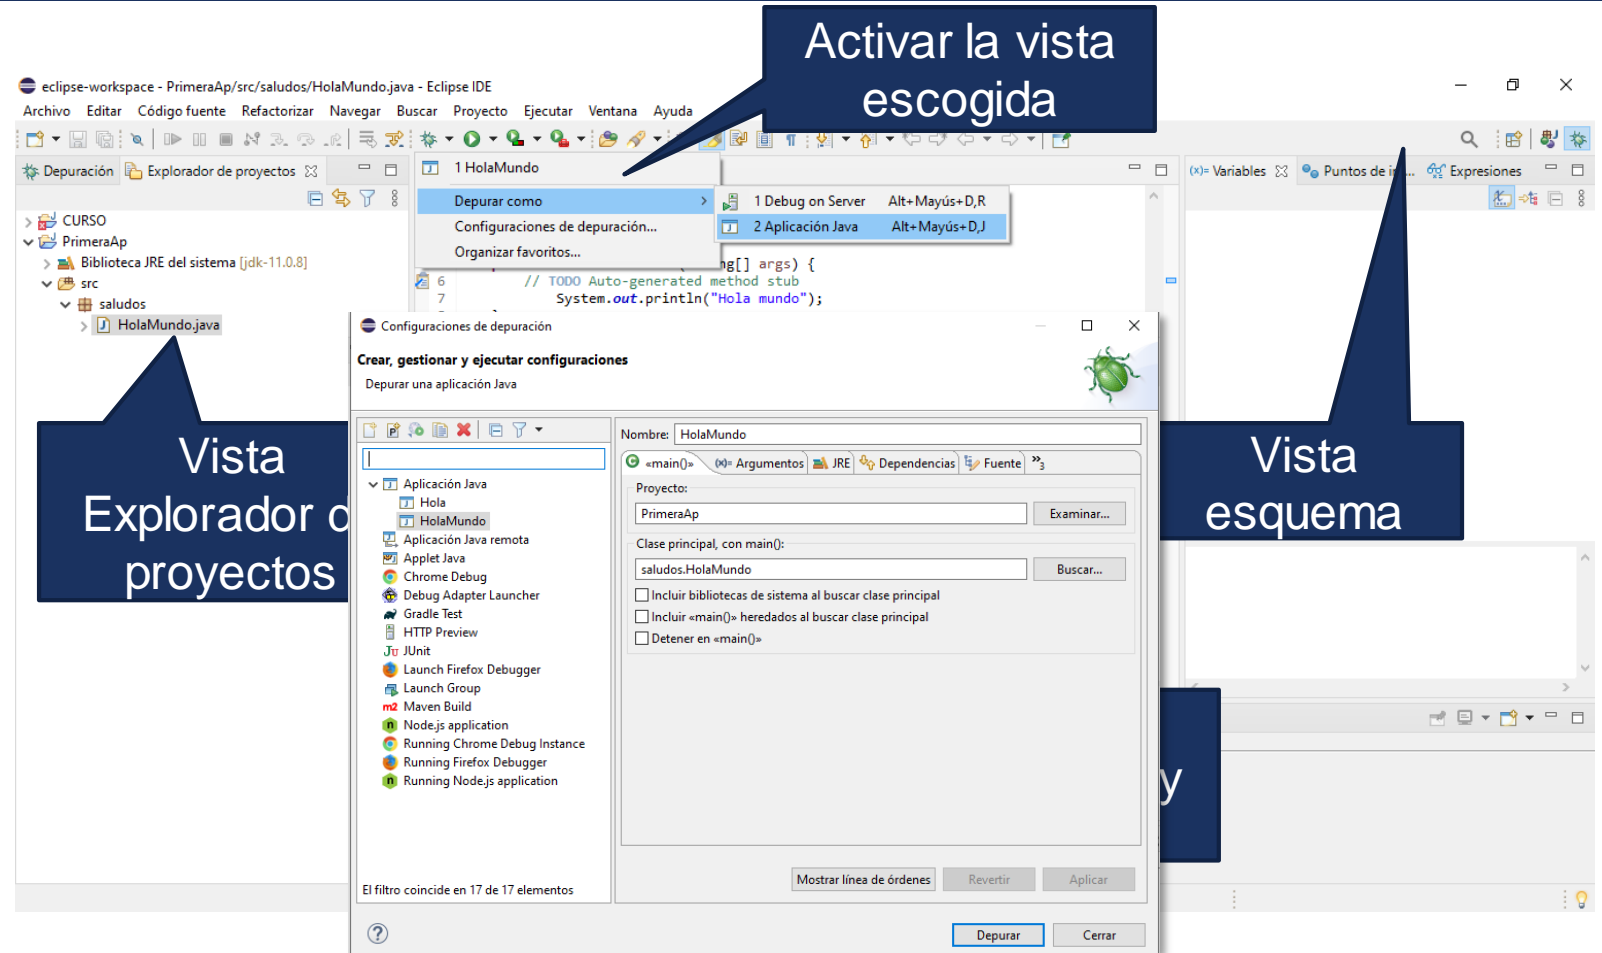 Activar la vista
escogida
eclipse-workspace - PrimeraAp/src/saludos/HolaMundo.java - Eclipse IDE
Archivo Editar Código fuente Refactorizar Navegar Buscar Proyecto Ejecutar Ventana Ayuda
Depuración Explorador de proyectos
1 HolaMundo
(x)= Variables Puntos de in... Expresiones
Depurar como
1 Debug on Server Alt+Mayús+D,R
Configuraciones de depuración...
2 Aplicación Java Alt+Mayús+D,J
Organizar favoritos...
CURSO
PrimeraAp
Biblioteca JRE del sistema [jdk-11.0.8]
src
saludos
HolaMundo.java
ng[] args) {
6 // TODO Auto-generated method stub
7 System.out.println("Hola mundo");
Vista
Explorador d
proyectos
Configuraciones de depuración
Crear, gestionar y ejecutar configuraciones
Depurar una aplicación Java
Nombre: HolaMundo
«main()» (x)= Argumentos JRE Dependencias Fuente »3
Aplicación Java
Hola
HolaMundo
Aplicación Java remota
Applet Java
Chrome Debug
Debug Adapter Launcher
Gradle Test
HTTP Preview
Ju JUnit
Launch Firefox Debugger
Launch Group
m2 Maven Build
Node.js application
Running Chrome Debug Instance
Running Firefox Debugger
Running Node.js application
El filtro coincide en 17 de 17 elementos
Proyecto:
PrimeraAp Examinar...
Clase principal, con main():
saludos.HolaMundo Buscar...
Incluir bibliotecas de sistema al buscar clase principal
Incluir «main()» heredados al buscar clase principal
Detener en «main()»
Mostrar línea de órdenes Revertir Aplicar
Depurar Cerrar
Vista
esquema
y